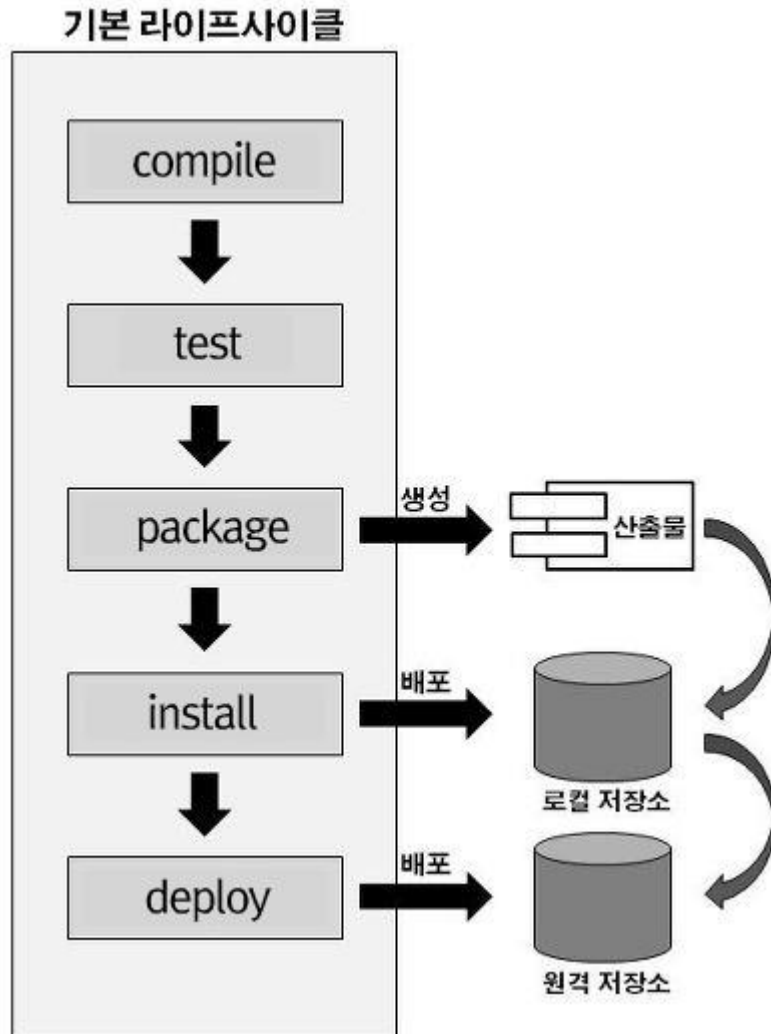 기본 라이프사이클
compile
test
package
생성
산출물
install
배포
로컬 저장소
deploy
배포
원격 저장소